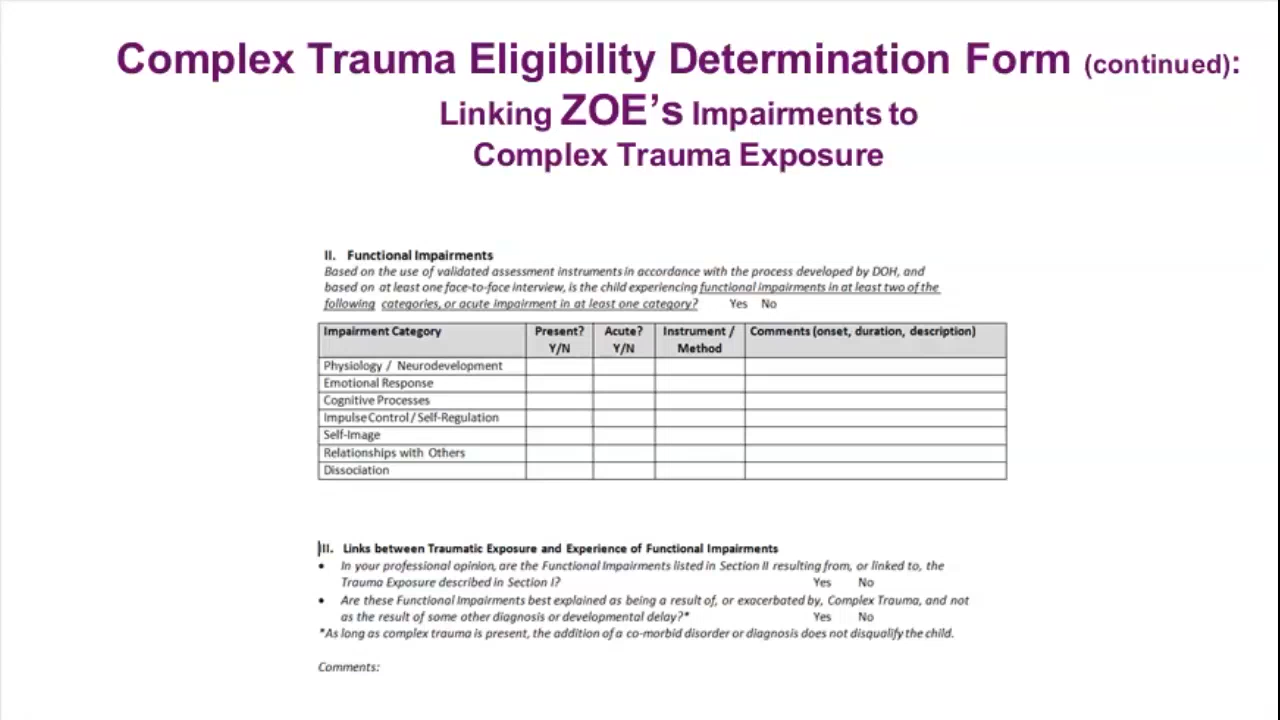 Complex Trauma Eligibility Determination Form (continued):
Linking ZOE's Impairments to
Complex Trauma Exposure
II. Functional Impairments
Based on the use of validated assessment instruments in accordance with the process developed by DOH, and
based on at least one face-to-face interview, is the child experiencing functional impairments in at least two of the
following categories, or acute impairment in at least one category? Yes No
Impairment Category Present? Y/N Acute? Y/N Instrument / Method Comments (onset, duration, description)
Physiology / Neurodevelopment
Emotional Response
Cognitive Processes
Impulse Control / Self-Regulation
Self-Image
Relationships with Others
Dissociation
III. Links between Traumatic Exposure and Experience of Functional Impairments
• In your professional opinion, are the Functional Impairments listed in Section II resulting from, or linked to, the
Trauma Exposure described in Section I? Yes No
• Are these Functional Impairments best explained as being a result of, or exacerbated by, Complex Trauma, and not
as the result of some other diagnosis or developmental delay?* Yes No
*As long as complex trauma is present, the addition of a co-morbid disorder or diagnosis does not disqualify the child.
Comments: